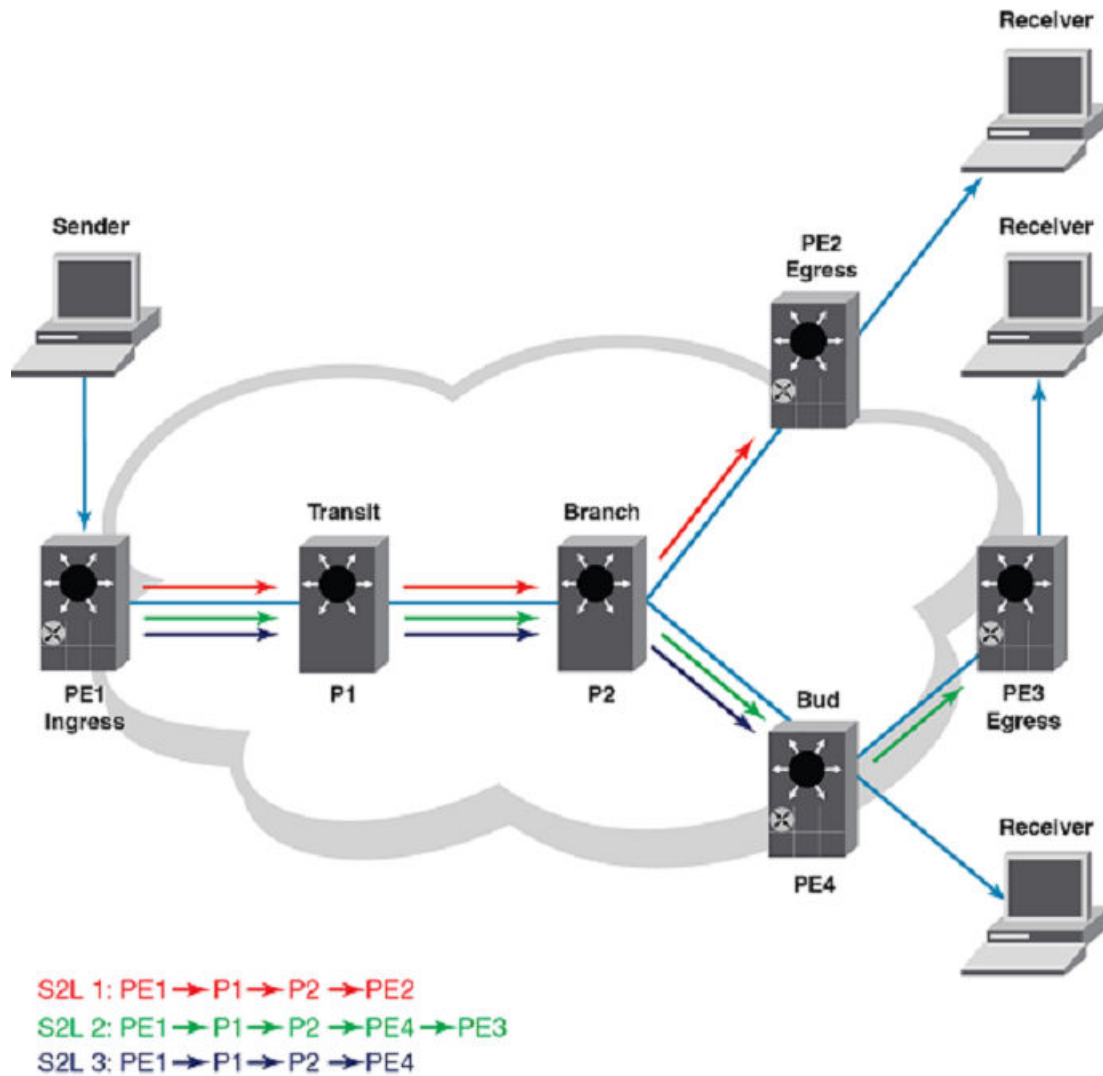 Receiver
Sender
Receiver
PE2
Egress
Transit
Branch
PE1
Ingress
P1
P2
Bud
PE3
Egress
PE4
Receiver
S2L 1: PE1→P1→P2→PE2
S2L 2: PE1→P1→P2→PE4→PE3
S2L 3: PE1→P1→P2→PE4